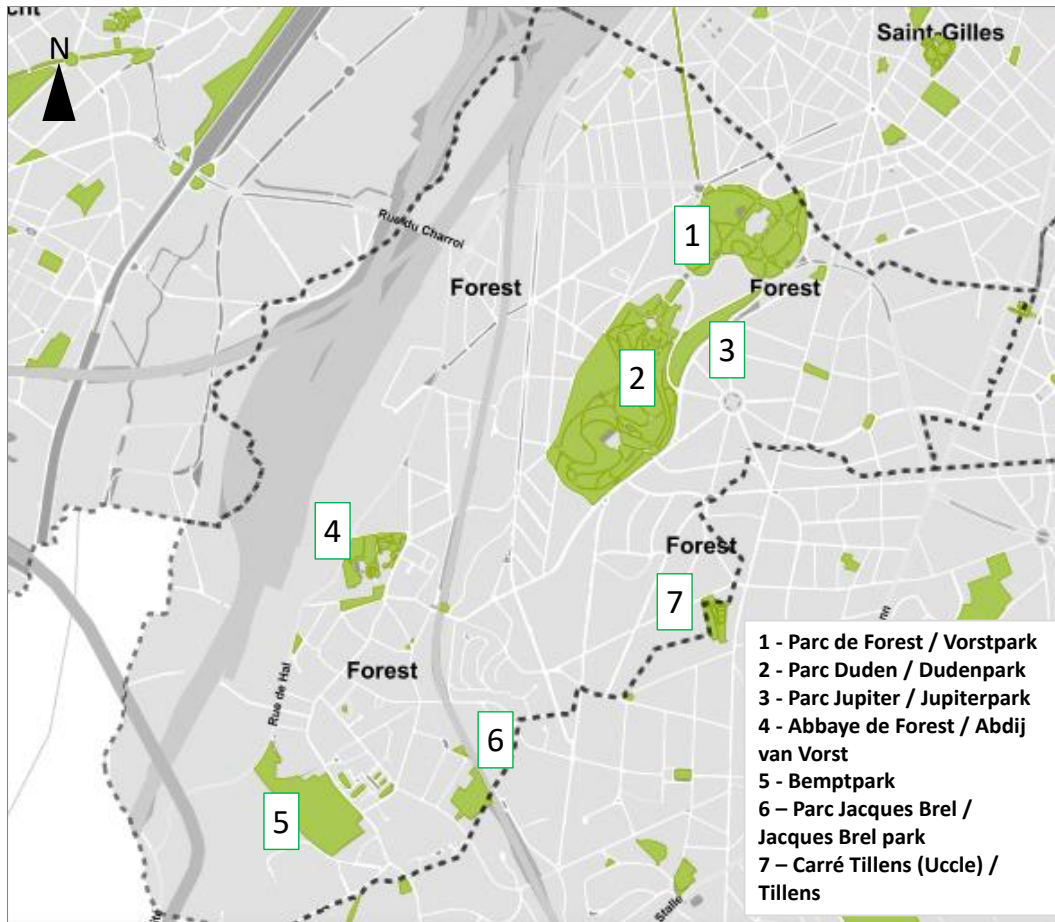 cht
N
Saint-Gilles
Rue du Charroi
1
Forest
Forest
3
2
4
Forest
7
Forest
Rue de Hal
6
5
Stalle
1 - Parc de Forest / Vorstpark
2 - Parc Duden / Dudenpark
3 - Parc Jupiter / Jupiterpark
4 - Abbaye de Forest / Abdij
van Vorst
5 - Bemptpark
6 – Parc Jacques Brel /
Jacques Brel park
7 – Carré Tillens (Uccle) /
Tillens